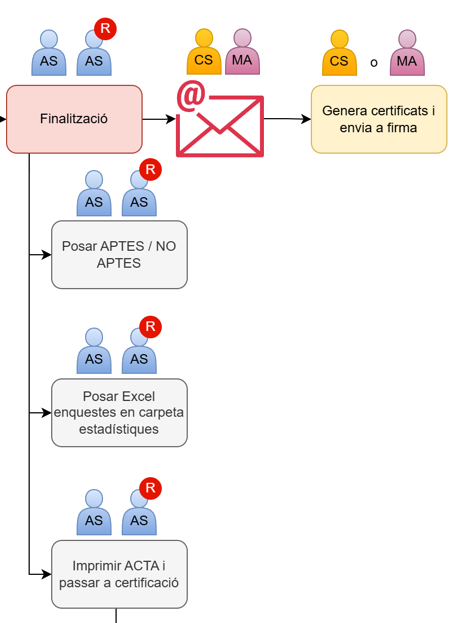 R
AS AS
CS MA
CS o MA
Finalització
@
Genera certificats i
envia a firma
R
AS AS
Posar APTES / NO
APTES
R
AS AS
Posar Excel
enquestes en carpeta
estadístiques
R
AS AS
Imprimir ACTA i
passar a certificació